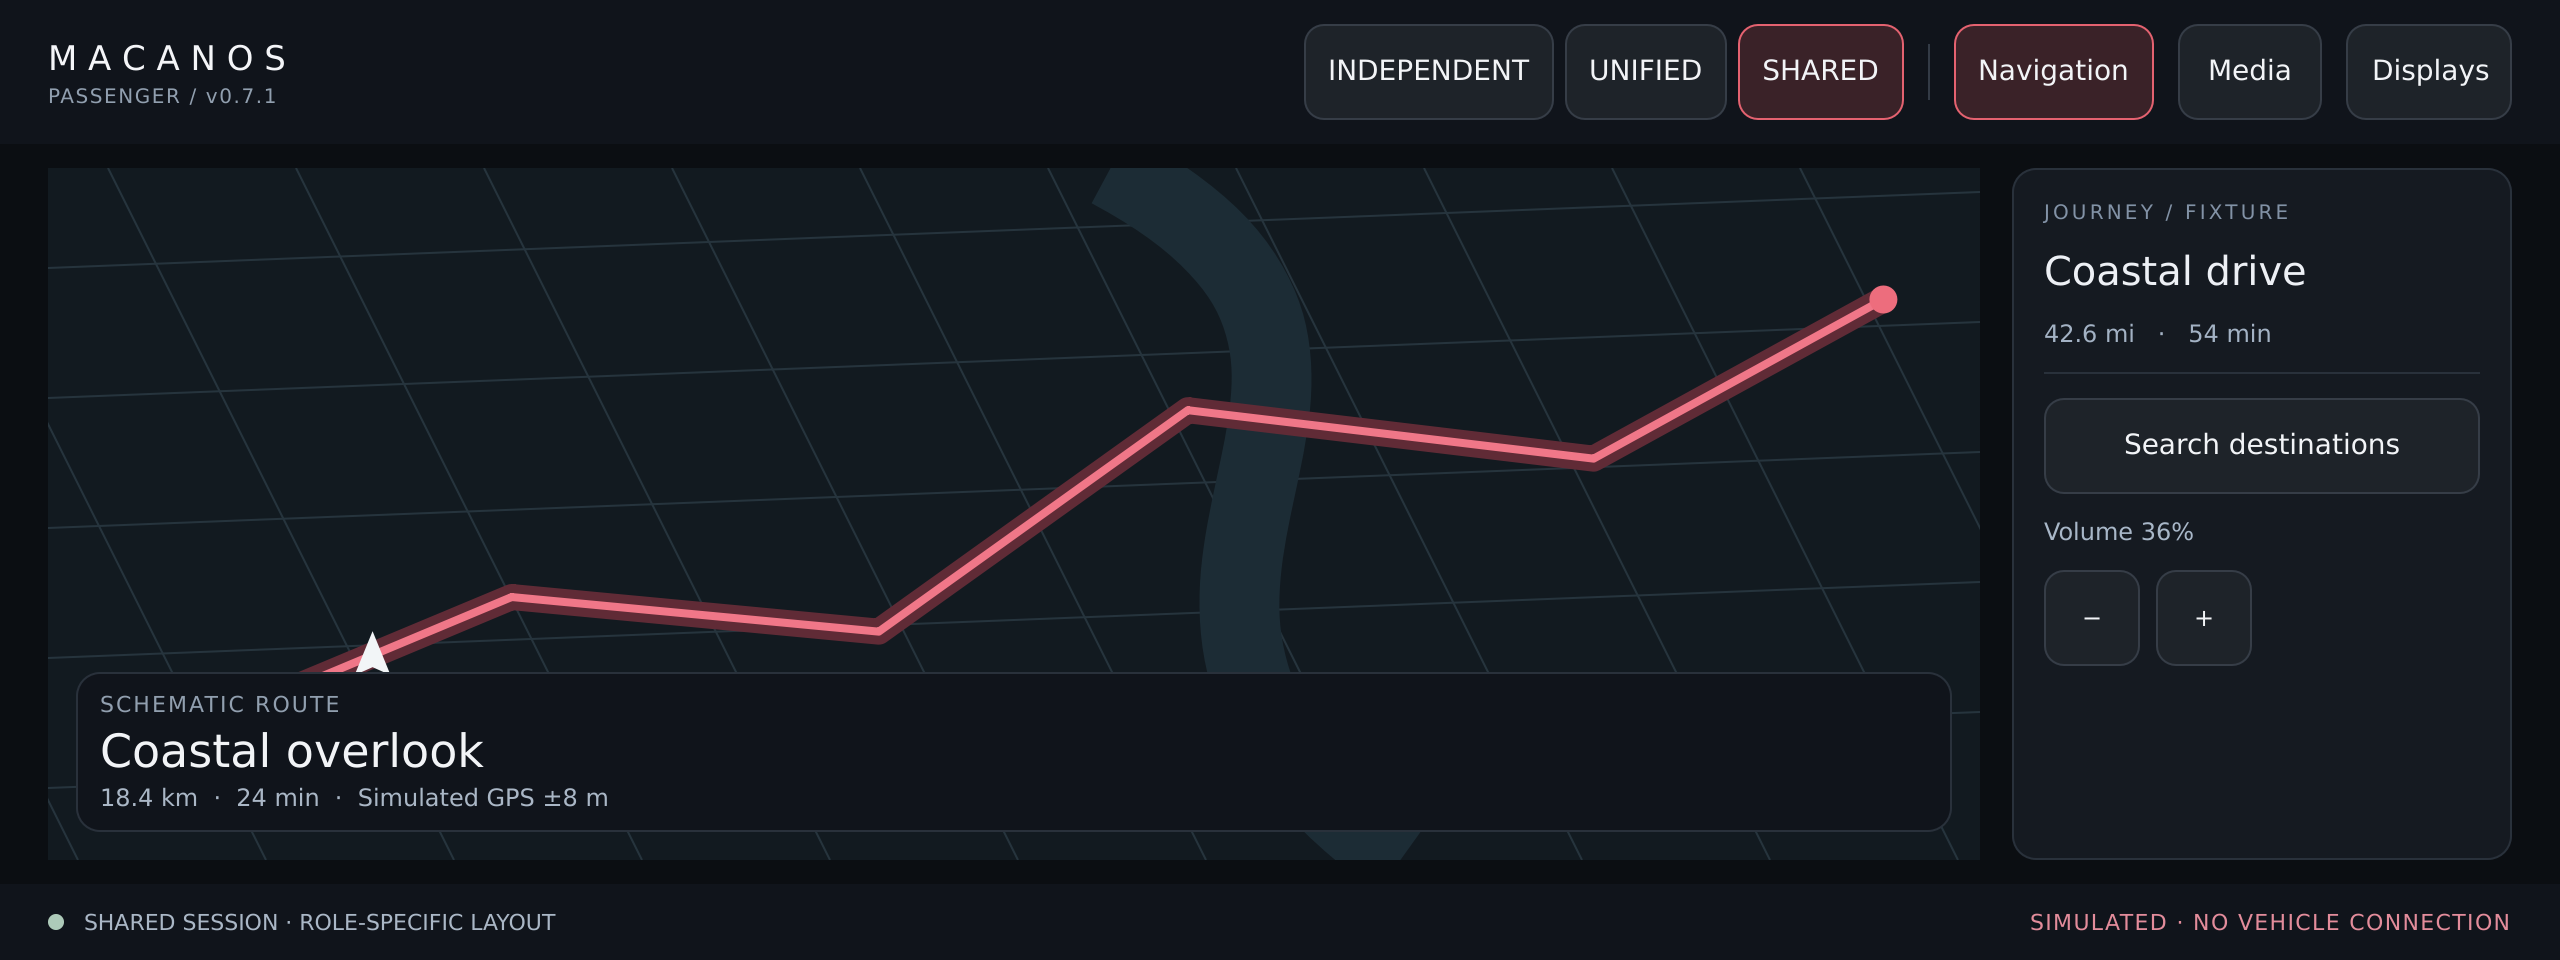 MACANOS
PASSENGER / v0.7.1
INDEPENDENT
UNIFIED
SHARED
Navigation
Media
Displays
JOURNEY / FIXTURE
Coastal drive
42.6 mi · 54 min
Search destinations
Volume 36%
− +
SCHEMATIC ROUTE
Coastal overlook
18.4 km · 24 min · Simulated GPS ±8 m
SHARED SESSION · ROLE-SPECIFIC LAYOUT
SIMULATED · NO VEHICLE CONNECTION